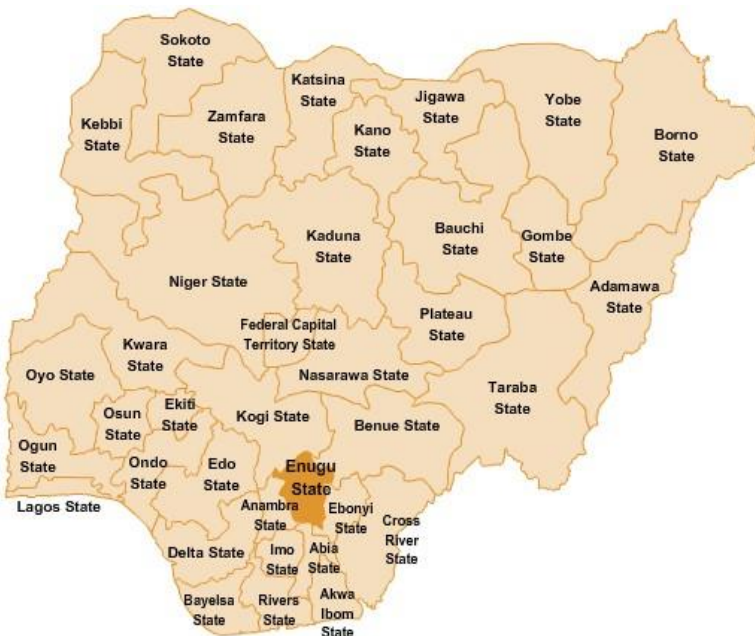 Sokoto
State
Katsina
State
Jigawa
State
Yobe
State
Kebbi
State
Zamfara
State
Kano
State
Borno
State
Kaduna
State
Bauchi
State
Gombe
State
Niger State
Adamawa
State
Federal Capital
Territory State
Plateau
State
Kwara
State
Oyo State
Nasarawa State
Taraba
State
Osun
State
Ekiti
State
Kogi State
Benue State
Ogun
State
Ondo
State
Edo
State
Enugu
State
Lagos State
Anambra
State
Ebonyi
State
Cross
River
State
Delta State
Imo
State
Abia
State
Bayelsa
State
Rivers
State
Akwa
Ibom
State